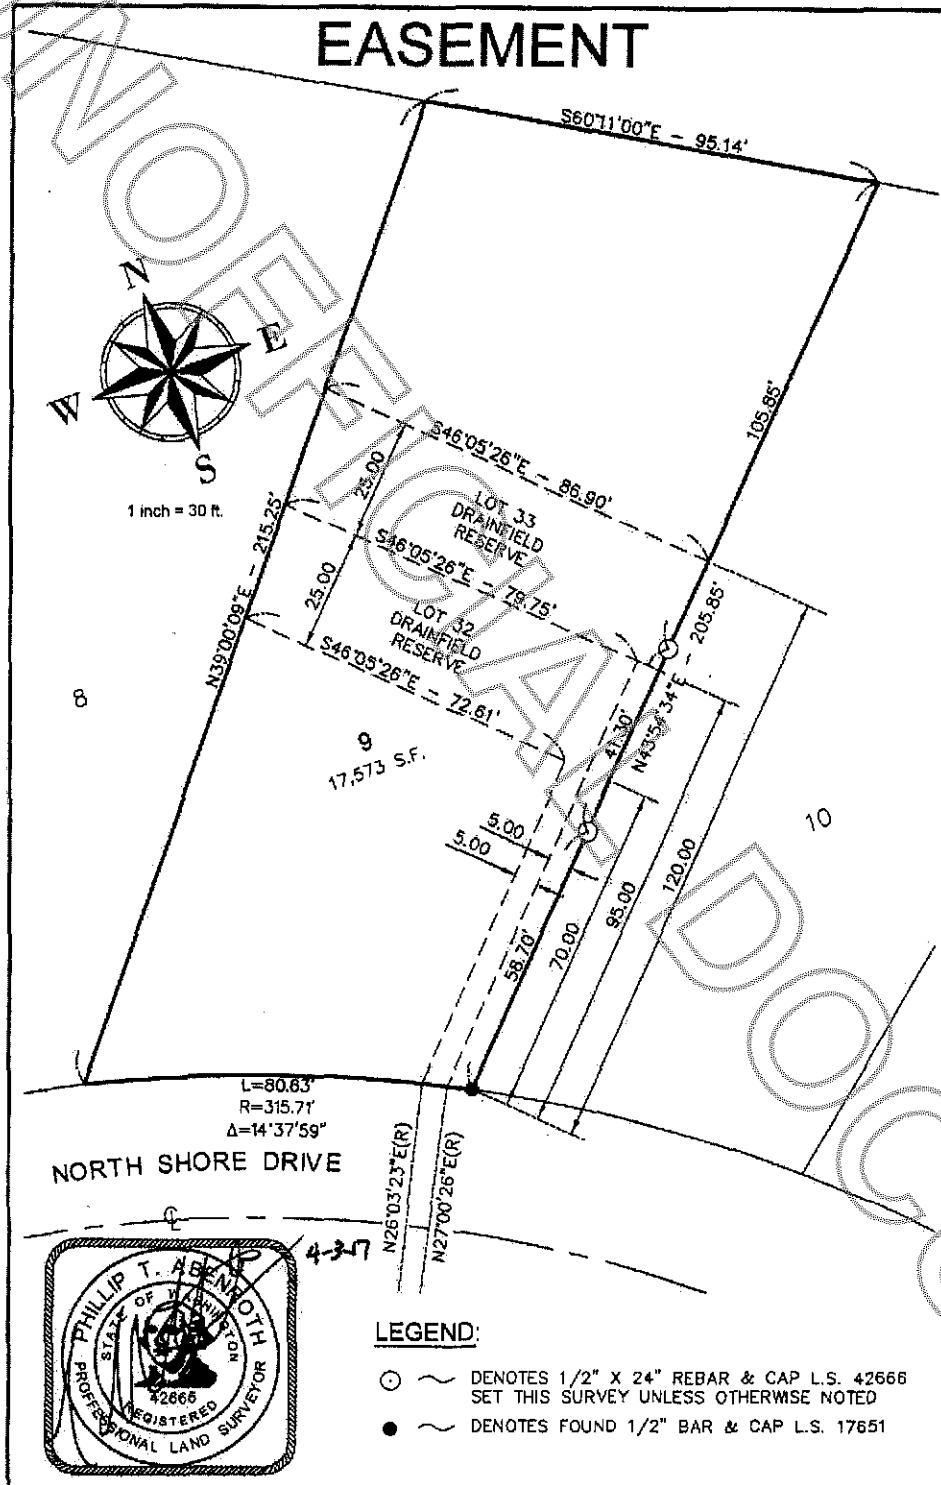 EASEMENT
S60°11'00"E - 95.14'
N
E
W
S
1 inch = 30 ft.
105.85'
S46°05'26"E - 86.90'
25.00
LOT 33
DRAINFIELD
RESERVE
N39°00'09"E - 215.25'
S46°05'26"E - 79.75'
25.00
LOT 32
DRAINFIELD
RESERVE
S46°05'26"E - 72.61'
N43°54'34"E - 205.85'
41.30'
8
9
17,573 S.F.
10
5.00
5.00
58.70'
70.00
95.00
120.00
L=80.63'
R=315.71'
Δ=14°37'59"
NORTH SHORE DRIVE
N26°03'23"E(R)
N27°00'26"E(R)
℄
4-3-17
PHILLIP T. ABENROTH
STATE OF WASHINGTON
42666
REGISTERED
PROFESSIONAL LAND SURVEYOR
LEGEND:
DENOTES 1/2" X 24" REBAR & CAP L.S. 42666
SET THIS SURVEY UNLESS OTHERWISE NOTED
DENOTES FOUND 1/2" BAR & CAP L.S. 17651
UNOFFICIAL DOC